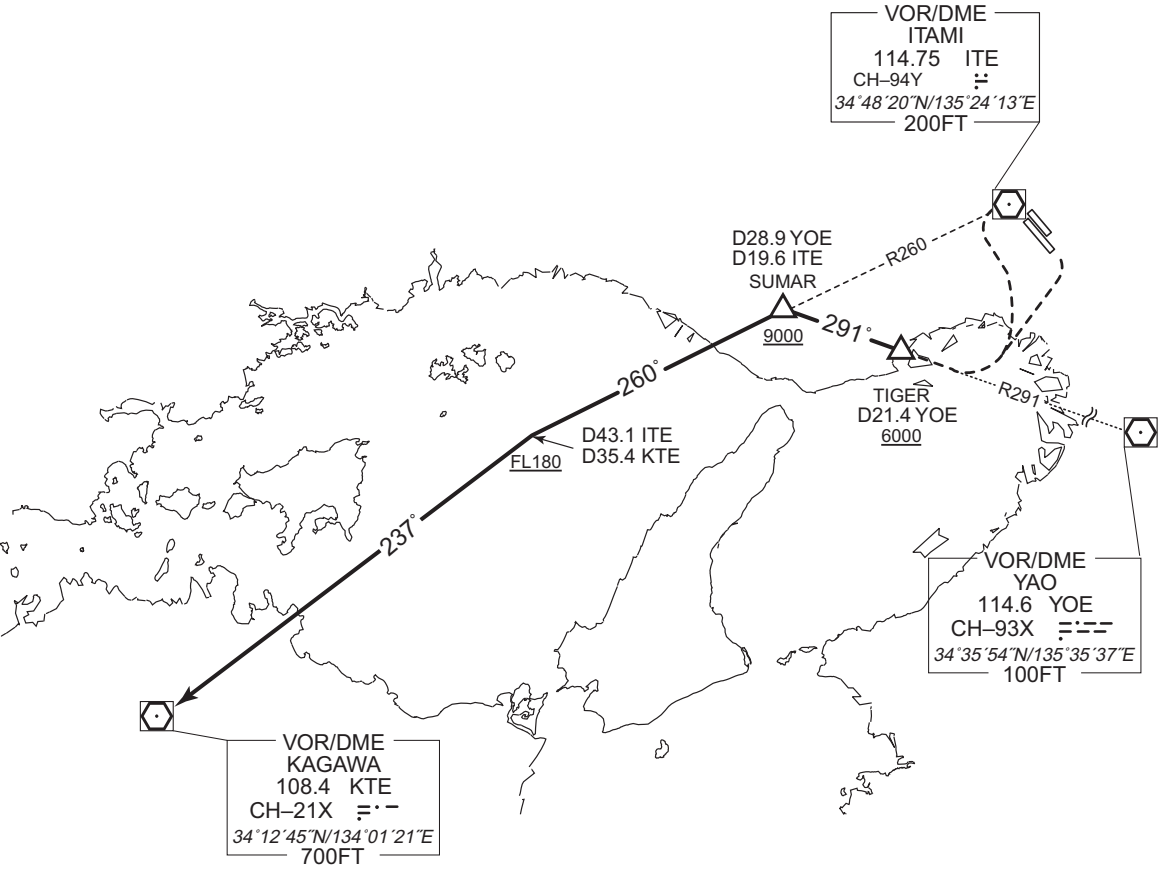 VOR/DME
ITAMI
114.75 ITE
CH–94Y
34°48´20˝N/135°24´13˝E
200FT
R260
D28.9 YOE
D19.6 ITE
SUMAR
9000
291°
TIGER
D21.4 YOE
6000
R291
260°
D43.1 ITE
D35.4 KTE
FL180
237°
VOR/DME
YAO
114.6 YOE
CH–93X
34°35´54˝N/135°35´37˝E
100FT
VOR/DME
KAGAWA
108.4 KTE
CH–21X
34°12´45˝N/134°01´21˝E
700FT